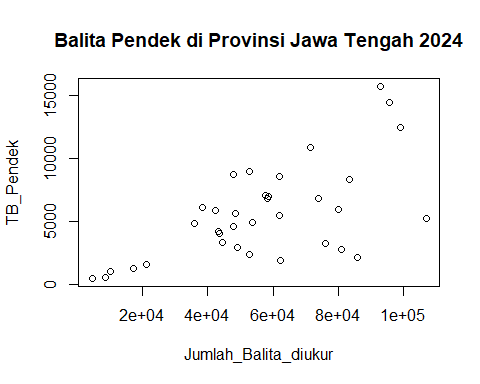 Balita Pendek di Provinsi Jawa Tengah 2024
TB_Pendek
15000
10000
5000
0
2e+04 4e+04 6e+04 8e+04 1e+05
Jumlah_Balita_diukur